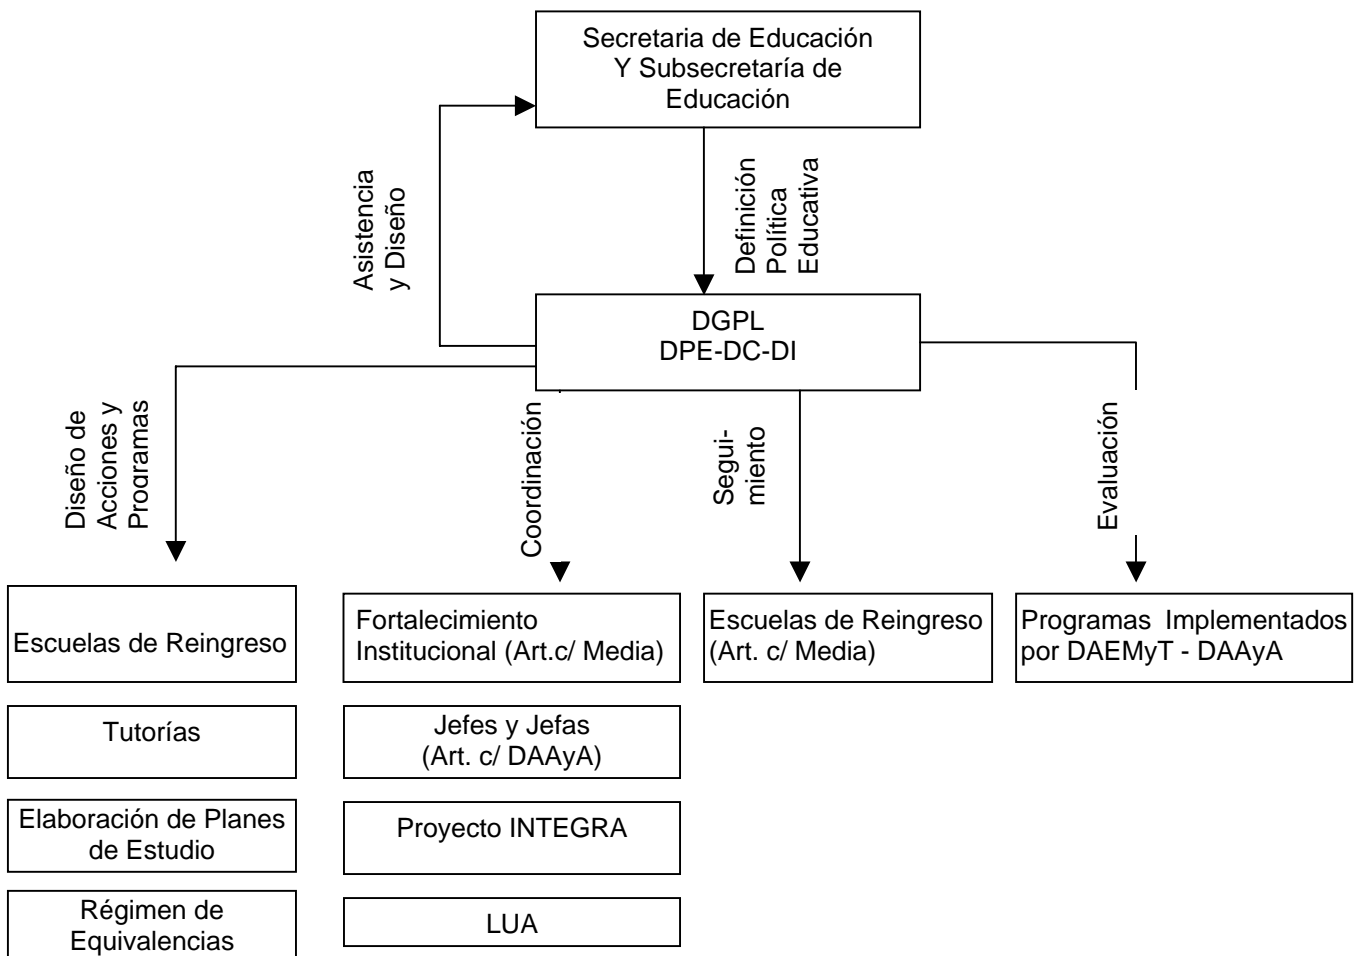 Secretaria de Educación
Y Subsecretaría de
Educación
Asistencia
y Diseño
Definición
Política
Educativa
DGPL
DPE-DC-DI
Diseño de
Acciones y
Programas
Coordinación
Segui-
miento
Evaluación
Escuelas de Reingreso
Fortalecimiento
Institucional (Art.c/ Media)
Escuelas de Reingreso
(Art. c/ Media)
Programas Implementados
por DAEMyT - DAAyA
Tutorías
Jefes y Jefas
(Art. c/ DAAyA)
Elaboración de Planes
de Estudio
Proyecto INTEGRA
Régimen de
Equivalencias
LUA